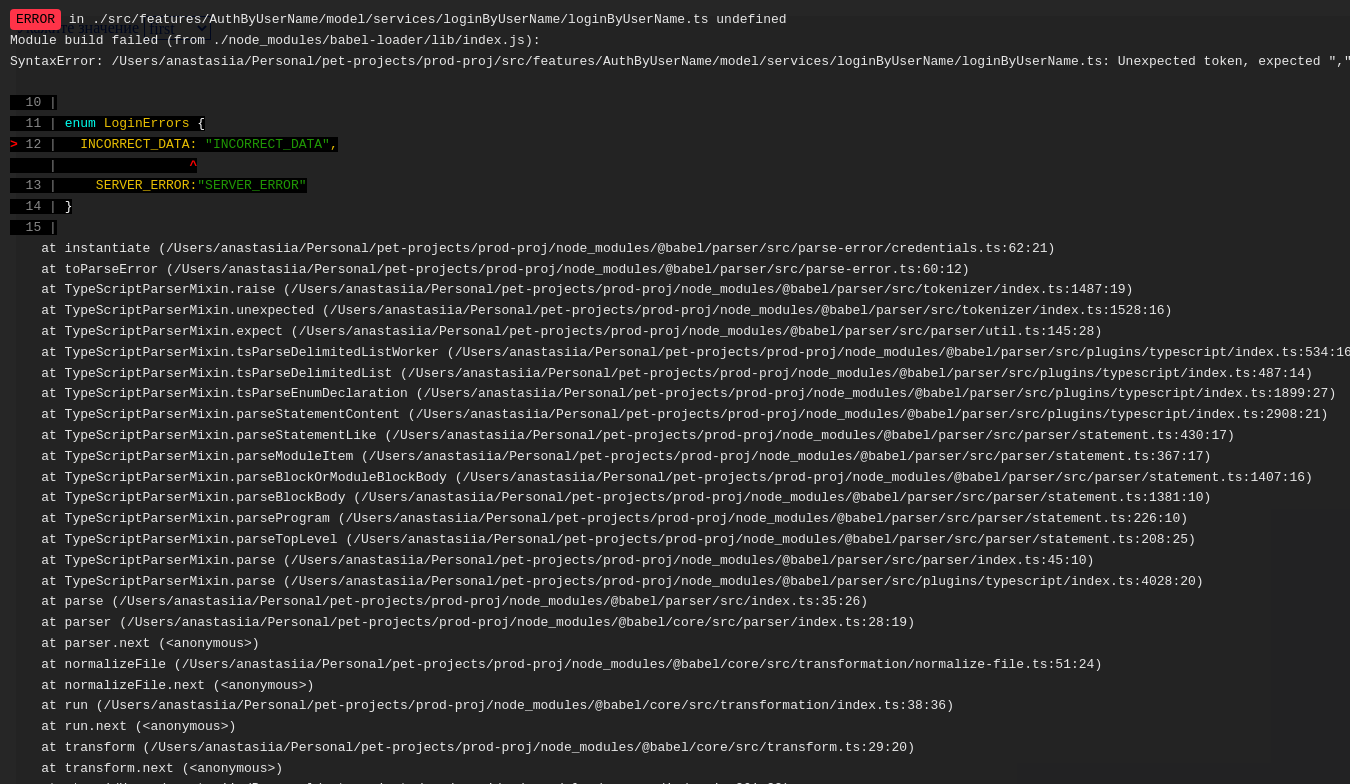 ERROR in ./src/features/AuthByUserName/model/services/loginByUserName/loginByUserName.ts undefined
Module build failed (from ./node_modules/babel-loader/lib/index.js):
SyntaxError: /Users/anastasiia/Personal/pet-projects/prod-proj/src/features/AuthByUserName/model/services/loginByUserName/loginByUserName.ts: Unexpected token, expected ","
10 |
11 | enum LoginErrors {
> 12 |   INCORRECT_DATA: "INCORRECT_DATA",
|                 ^
13 |     SERVER_ERROR:"SERVER_ERROR"
14 | }
15 |
at instantiate (/Users/anastasiia/Personal/pet-projects/prod-proj/node_modules/@babel/parser/src/parse-error/credentials.ts:62:21)
at toParseError (/Users/anastasiia/Personal/pet-projects/prod-proj/node_modules/@babel/parser/src/parse-error.ts:60:12)
at TypeScriptParserMixin.raise (/Users/anastasiia/Personal/pet-projects/prod-proj/node_modules/@babel/parser/src/tokenizer/index.ts:1487:19)
at TypeScriptParserMixin.unexpected (/Users/anastasiia/Personal/pet-projects/prod-proj/node_modules/@babel/parser/src/tokenizer/index.ts:1528:16)
at TypeScriptParserMixin.expect (/Users/anastasiia/Personal/pet-projects/prod-proj/node_modules/@babel/parser/src/parser/util.ts:145:28)
at TypeScriptParserMixin.tsParseDelimitedListWorker (/Users/anastasiia/Personal/pet-projects/prod-proj/node_modules/@babel/parser/src/plugins/typescript/index.ts:534:16
at TypeScriptParserMixin.tsParseDelimitedList (/Users/anastasiia/Personal/pet-projects/prod-proj/node_modules/@babel/parser/src/plugins/typescript/index.ts:487:14)
at TypeScriptParserMixin.tsParseEnumDeclaration (/Users/anastasiia/Personal/pet-projects/prod-proj/node_modules/@babel/parser/src/plugins/typescript/index.ts:1899:27)
at TypeScriptParserMixin.parseStatementContent (/Users/anastasiia/Personal/pet-projects/prod-proj/node_modules/@babel/parser/src/plugins/typescript/index.ts:2908:21)
at TypeScriptParserMixin.parseStatementLike (/Users/anastasiia/Personal/pet-projects/prod-proj/node_modules/@babel/parser/src/parser/statement.ts:430:17)
at TypeScriptParserMixin.parseModuleItem (/Users/anastasiia/Personal/pet-projects/prod-proj/node_modules/@babel/parser/src/parser/statement.ts:367:17)
at TypeScriptParserMixin.parseBlockOrModuleBlockBody (/Users/anastasiia/Personal/pet-projects/prod-proj/node_modules/@babel/parser/src/parser/statement.ts:1407:16)
at TypeScriptParserMixin.parseBlockBody (/Users/anastasiia/Personal/pet-projects/prod-proj/node_modules/@babel/parser/src/parser/statement.ts:1381:10)
at TypeScriptParserMixin.parseProgram (/Users/anastasiia/Personal/pet-projects/prod-proj/node_modules/@babel/parser/src/parser/statement.ts:226:10)
at TypeScriptParserMixin.parseTopLevel (/Users/anastasiia/Personal/pet-projects/prod-proj/node_modules/@babel/parser/src/parser/statement.ts:208:25)
at TypeScriptParserMixin.parse (/Users/anastasiia/Personal/pet-projects/prod-proj/node_modules/@babel/parser/src/parser/index.ts:45:10)
at TypeScriptParserMixin.parse (/Users/anastasiia/Personal/pet-projects/prod-proj/node_modules/@babel/parser/src/plugins/typescript/index.ts:4028:20)
at parse (/Users/anastasiia/Personal/pet-projects/prod-proj/node_modules/@babel/parser/src/index.ts:35:26)
at parser (/Users/anastasiia/Personal/pet-projects/prod-proj/node_modules/@babel/core/src/parser/index.ts:28:19)
at parser.next (<anonymous>)
at normalizeFile (/Users/anastasiia/Personal/pet-projects/prod-proj/node_modules/@babel/core/src/transformation/normalize-file.ts:51:24)
at normalizeFile.next (<anonymous>)
at run (/Users/anastasiia/Personal/pet-projects/prod-proj/node_modules/@babel/core/src/transformation/index.ts:38:36)
at run.next (<anonymous>)
at transform (/Users/anastasiia/Personal/pet-projects/prod-proj/node_modules/@babel/core/src/transform.ts:29:20)
at transform.next (<anonymous>)